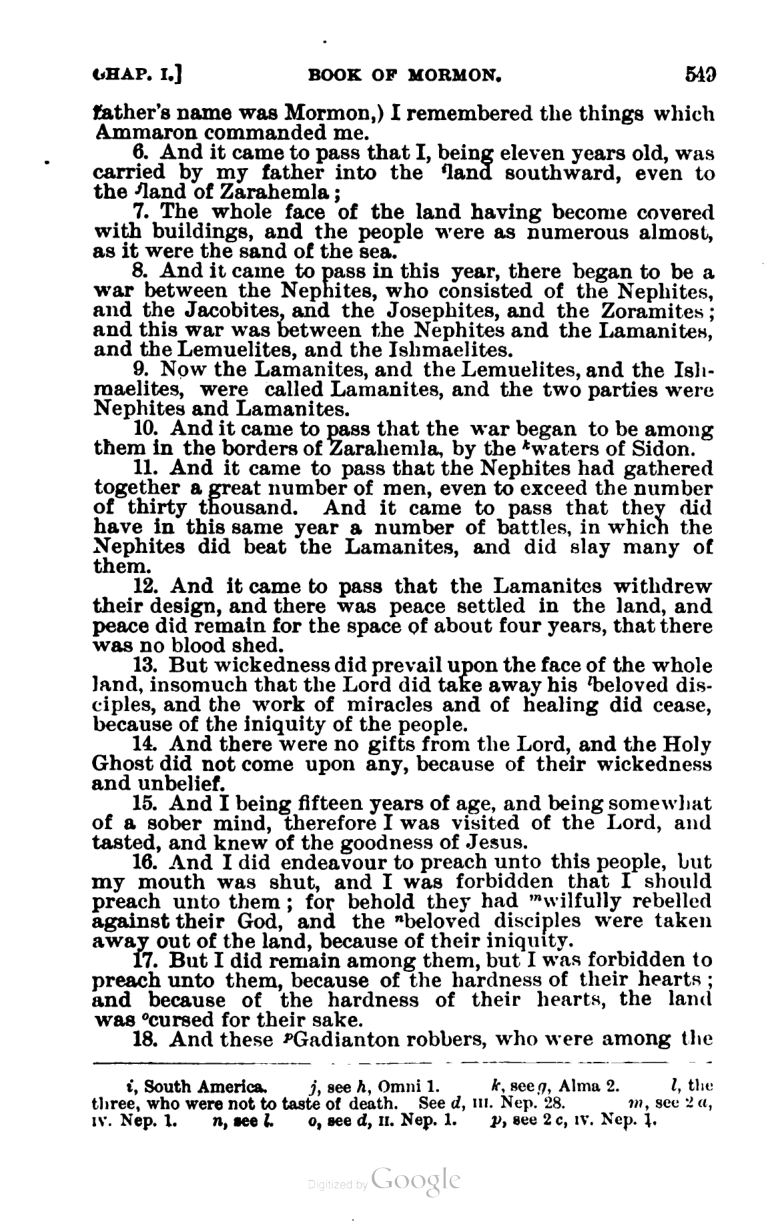 CHAP. I.] BOOK OF MORMON. 549
father's name was Mormon,) I remembered the things which
Ammaron commanded me.
6. And it came to pass that I, being eleven years old, was
carried by my father into the ⁱland southward, even to
the ʲland of Zarahemla;
7. The whole face of the land having become covered
with buildings, and the people were as numerous almost,
as it were the sand of the sea.
8. And it came to pass in this year, there began to be a
war between the Nephites, who consisted of the Nephites,
and the Jacobites, and the Josephites, and the Zoramites;
and this war was between the Nephites and the Lamanites,
and the Lemuelites, and the Ishmaelites.
9. Now the Lamanites, and the Lemuelites, and the Ish-
maelites, were called Lamanites, and the two parties were
Nephites and Lamanites.
10. And it came to pass that the war began to be among
them in the borders of Zarahemla, by the ᵏwaters of Sidon.
11. And it came to pass that the Nephites had gathered
together a great number of men, even to exceed the number
of thirty thousand. And it came to pass that they did
have in this same year a number of battles, in which the
Nephites did beat the Lamanites, and did slay many of
them.
12. And it came to pass that the Lamanites withdrew
their design, and there was peace settled in the land, and
peace did remain for the space of about four years, that there
was no blood shed.
13. But wickedness did prevail upon the face of the whole
land, insomuch that the Lord did take away his ˡbeloved dis-
ciples, and the work of miracles and of healing did cease,
because of the iniquity of the people.
14. And there were no gifts from the Lord, and the Holy
Ghost did not come upon any, because of their wickedness
and unbelief.
15. And I being fifteen years of age, and being somewhat
of a sober mind, therefore I was visited of the Lord, and
tasted, and knew of the goodness of Jesus.
16. And I did endeavour to preach unto this people, but
my mouth was shut, and I was forbidden that I should
preach unto them; for behold they had ᵐwilfully rebelled
against their God, and the ⁿbeloved disciples were taken
away out of the land, because of their iniquity.
17. But I did remain among them, but I was forbidden to
preach unto them, because of the hardness of their hearts;
and because of the hardness of their hearts, the land
was ᵒcursed for their sake.
18. And these ᵖGadianton robbers, who were among the
i, South America. j, see h, Omni 1. k, see g, Alma 2. l, the
three, who were not to taste of death. See d, III. Nep. 28. m, see 2 a,
IV. Nep. 1. n, see l. o, see d, II. Nep. 1. p, see 2 c, IV. Nep. 1.
Digitized by Google